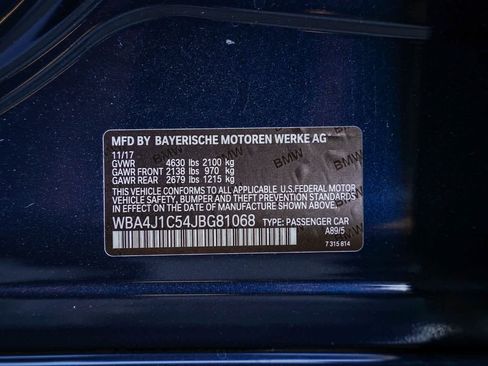 MFD BY BAYERISCHE MOTOREN WERKE AG
11/17
GVWR 4630 lbs 2100 kg
GAWR FRONT 2138 lbs 970 kg
GAWR REAR 2679 lbs 1215 kg
THIS VEHICLE CONFORMS TO ALL APPLICABLE U.S.FEDERAL MOTOR
VEHICLE SAFETY, BUMPER AND THEFT PREVENTION STANDARDS
IN EFFECT ON THE DATE OF MANUFACTURE SHOWN ABOVE.
WBA4J1C54JBG81068 TYPE: PASSENGER CAR
A89/5
7 315 814
BMW
BMW
BMW